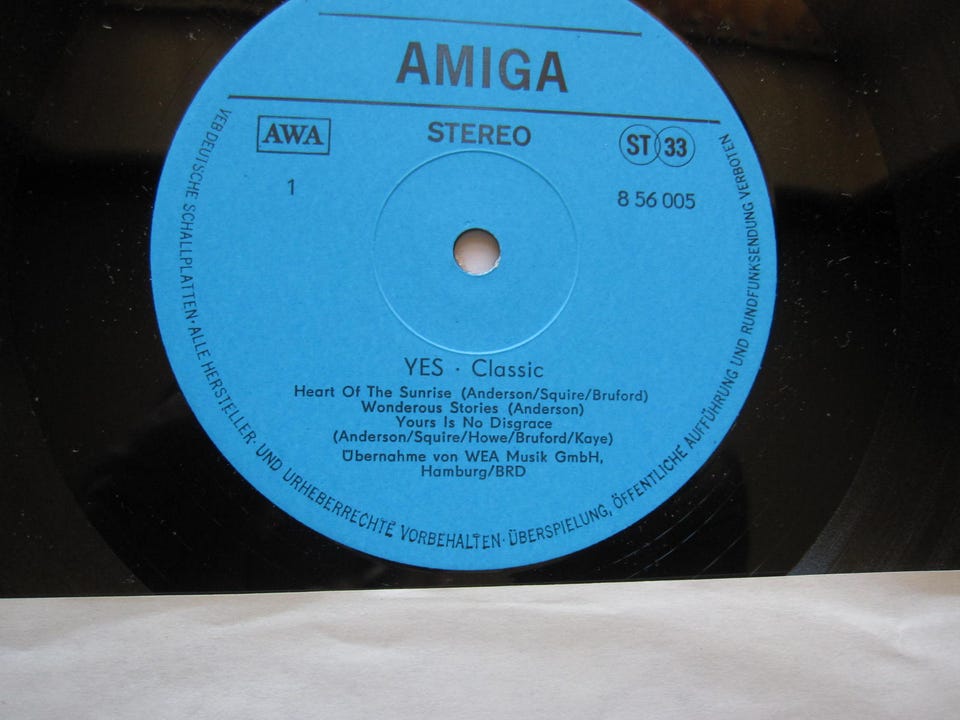 AMIGA
AWA
STEREO
ST 33
1
8 56 005
YES · Classic
Heart Of The Sunrise (Anderson/Squire/Bruford)
Wonderous Stories (Anderson)
Yours Is No Disgrace
(Anderson/Squire/Howe/Bruford/Kaye)
Übernahme von WEA Musik GmbH,
Hamburg/BRD
VEB DEUTSCHE SCHALLPLATTEN · ALLE HERSTELLER- UND URHEBERRECHTE VORBEHALTEN · ÜBERSPIELUNG, ÖFFENTLICHE AUFFÜHRUNG UND RUNDFUNKSENDUNG VERBOTEN